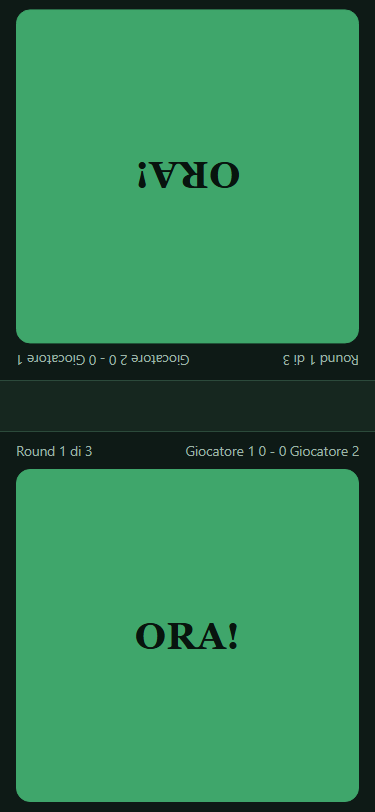 ORA!
Round 1 di 3 Giocatore 2 0 - 0 Giocatore 1
Round 1 di 3 Giocatore 1 0 - 0 Giocatore 2
ORA!